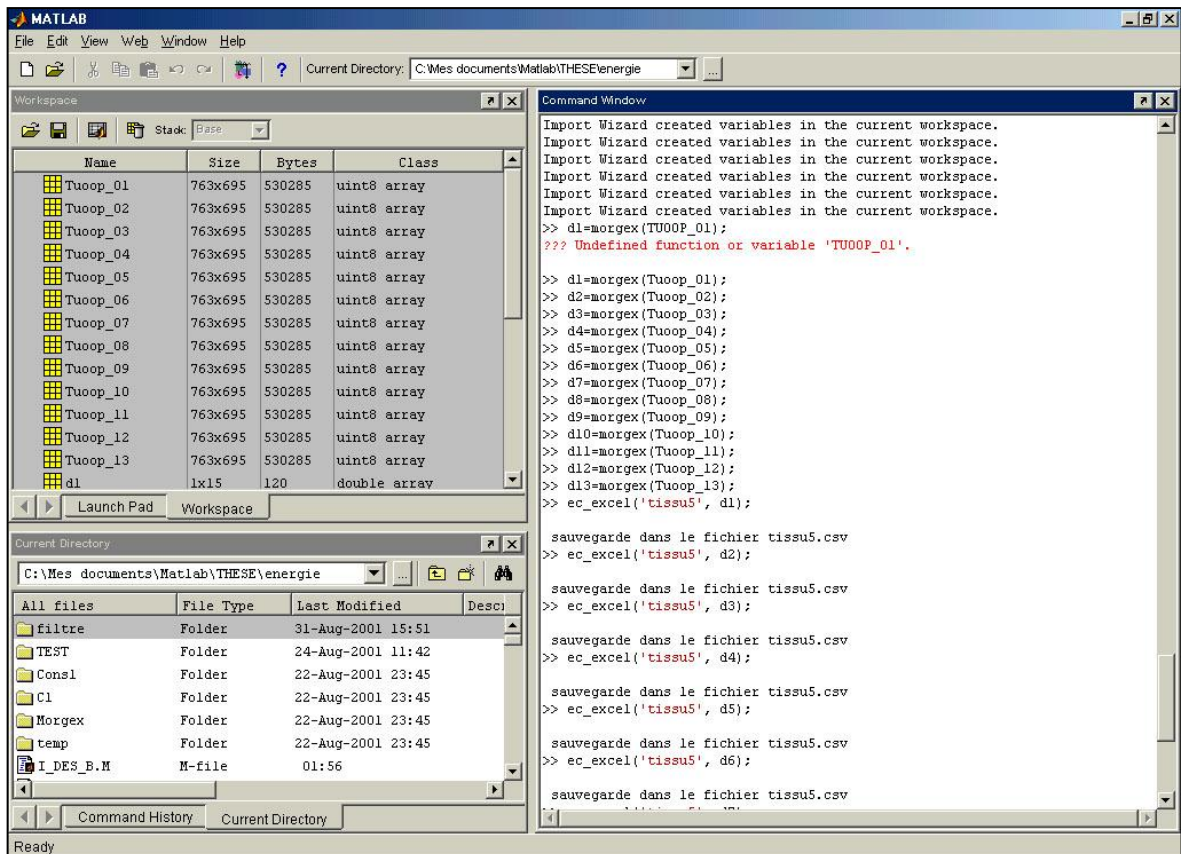 MATLAB
File Edit View Web Window Help
Current Directory: C:\Mes documents\Matlab\THESE\energie
Workspace
Stack: Base
Name Size Bytes Class
Tuoop_01 763x695 530285 uint8 array
Tuoop_02 763x695 530285 uint8 array
Tuoop_03 763x695 530285 uint8 array
Tuoop_04 763x695 530285 uint8 array
Tuoop_05 763x695 530285 uint8 array
Tuoop_06 763x695 530285 uint8 array
Tuoop_07 763x695 530285 uint8 array
Tuoop_08 763x695 530285 uint8 array
Tuoop_09 763x695 530285 uint8 array
Tuoop_10 763x695 530285 uint8 array
Tuoop_11 763x695 530285 uint8 array
Tuoop_12 763x695 530285 uint8 array
Tuoop_13 763x695 530285 uint8 array
d1 1x15 120 double array
Launch Pad Workspace
Current Directory
C:\Mes documents\Matlab\THESE\energie
All files File Type Last Modified Descr
filtre Folder 31-Aug-2001 15:51
TEST Folder 24-Aug-2001 11:42
Cons1 Folder 22-Aug-2001 23:45
C1 Folder 22-Aug-2001 23:45
Morgex Folder 22-Aug-2001 23:45
temp Folder 22-Aug-2001 23:45
I_DES_B.M M-file 01:56
Command History Current Directory
Command Window
Import Wizard created variables in the current workspace.
Import Wizard created variables in the current workspace.
Import Wizard created variables in the current workspace.
Import Wizard created variables in the current workspace.
Import Wizard created variables in the current workspace.
Import Wizard created variables in the current workspace.
>> d1=morgex(TUOOP_01);
??? Undefined function or variable 'TUOOP_01'.
>> d1=morgex(Tuoop_01);
>> d2=morgex(Tuoop_02);
>> d3=morgex(Tuoop_03);
>> d4=morgex(Tuoop_04);
>> d5=morgex(Tuoop_05);
>> d6=morgex(Tuoop_06);
>> d7=morgex(Tuoop_07);
>> d8=morgex(Tuoop_08);
>> d9=morgex(Tuoop_09);
>> d10=morgex(Tuoop_10);
>> d11=morgex(Tuoop_11);
>> d12=morgex(Tuoop_12);
>> d13=morgex(Tuoop_13);
>> ec_excel('tissu5', d1);
sauvegarde dans le fichier tissu5.csv
>> ec_excel('tissu5', d2);
sauvegarde dans le fichier tissu5.csv
>> ec_excel('tissu5', d3);
sauvegarde dans le fichier tissu5.csv
>> ec_excel('tissu5', d4);
sauvegarde dans le fichier tissu5.csv
>> ec_excel('tissu5', d5);
sauvegarde dans le fichier tissu5.csv
>> ec_excel('tissu5', d6);
sauvegarde dans le fichier tissu5.csv
Ready